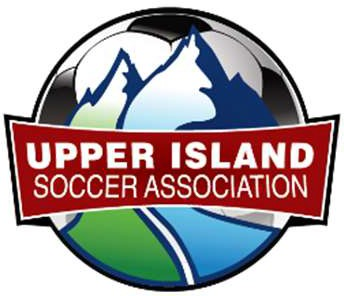 UPPER ISLAND
SOCCER ASSOCIATION